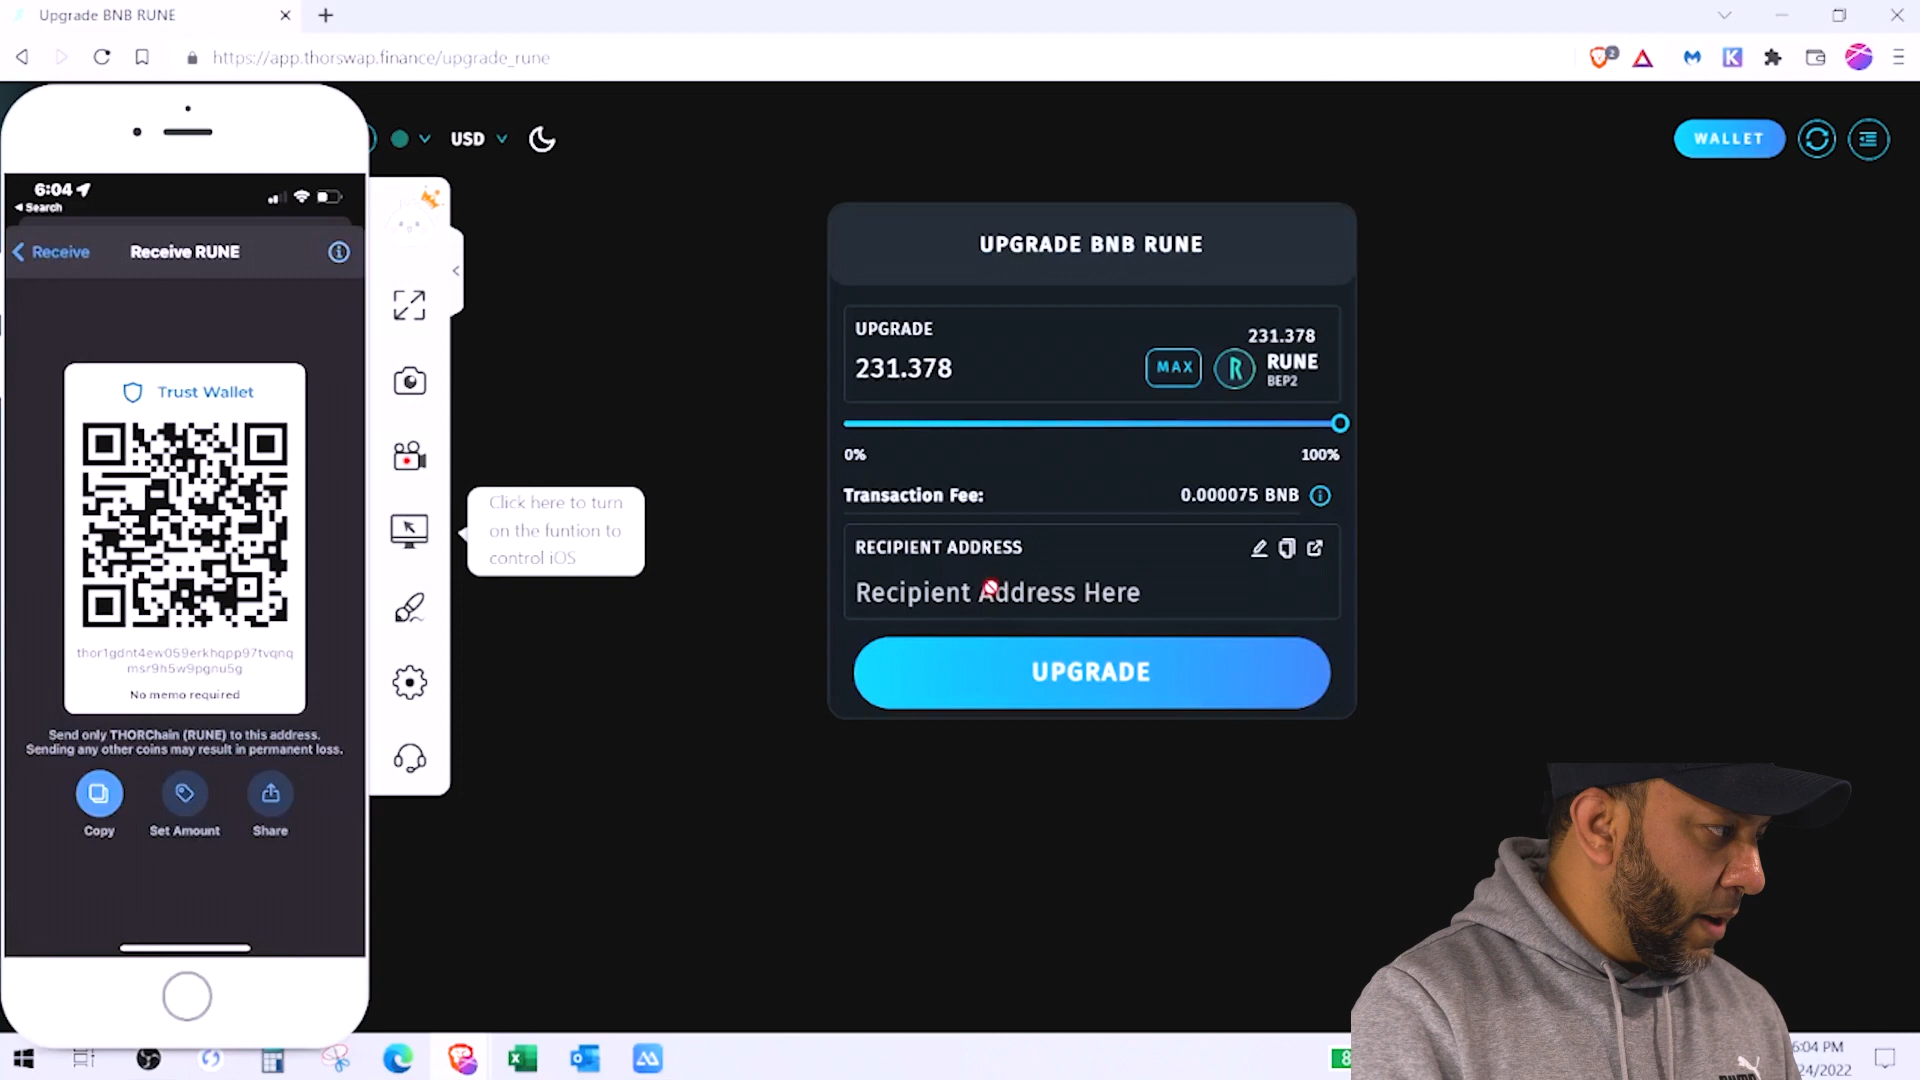 Upgrade BNB RUNE
https://app.thorswap.finance/upgrade_rune
2
K
USD
WALLET
6:04
Search
Receive
Receive RUNE
Trust Wallet
thor1gdnt4ew059erkhqpp97tvqnq
msr9h5w9pgnu5g
No memo required
Send only THORChain (RUNE) to this address.
Sending any other coins may result in permanent loss.
Copy
Set Amount
Share
Click here to turn
on the funtion to
control iOS
UPGRADE BNB RUNE
UPGRADE
231.378
231.378
MAX
RUNE
BEP2
0%
100%
Transaction Fee:
0.000075 BNB
RECIPIENT ADDRESS
Recipient Address Here
UPGRADE
8
6:04 PM
24/2022